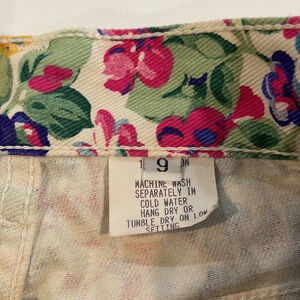 9
MACHINE WASH
SEPARATELY IN
COLD WATER
HANG DRY OR
TUMBLE DRY ON LOW
SETTING